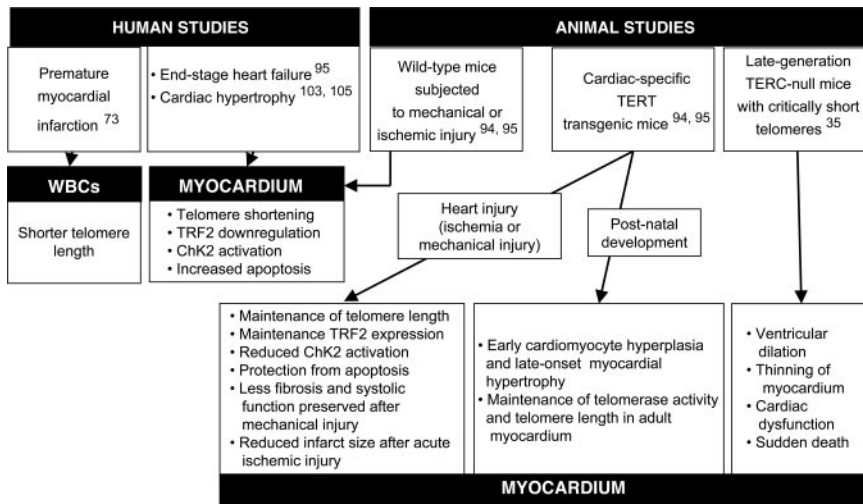 HUMAN STUDIES
Premature
myocardial
infarction 73
• End-stage heart failure 95
• Cardiac hypertrophy 103, 105
WBCs
Shorter telomere
length
MYOCARDIUM
• Telomere shortening
• TRF2 downregulation
• ChK2 activation
• Increased apoptosis
ANIMAL STUDIES
Wild-type mice
subjected
to mechanical or
ischemic injury 94, 95
Cardiac-specific
TERT
transgenic mice 94, 95
Late-generation
TERC-null mice
with critically short
telomeres 35
Heart injury
(ischemia or
mechanical injury)
Post-natal
development
• Maintenance of telomere length
• Maintenance TRF2 expression
• Reduced ChK2 activation
• Protection from apoptosis
• Less fibrosis and systolic
function preserved after
mechanical injury
• Reduced infarct size after acute
ischemic injury
• Early cardiomyocyte hyperplasia
and late-onset myocardial
hypertrophy
• Maintenance of telomerase activity
and telomere length in adult
myocardium
• Ventricular
dilation
• Thinning of
myocardium
• Cardiac
dysfunction
• Sudden death
MYOCARDIUM